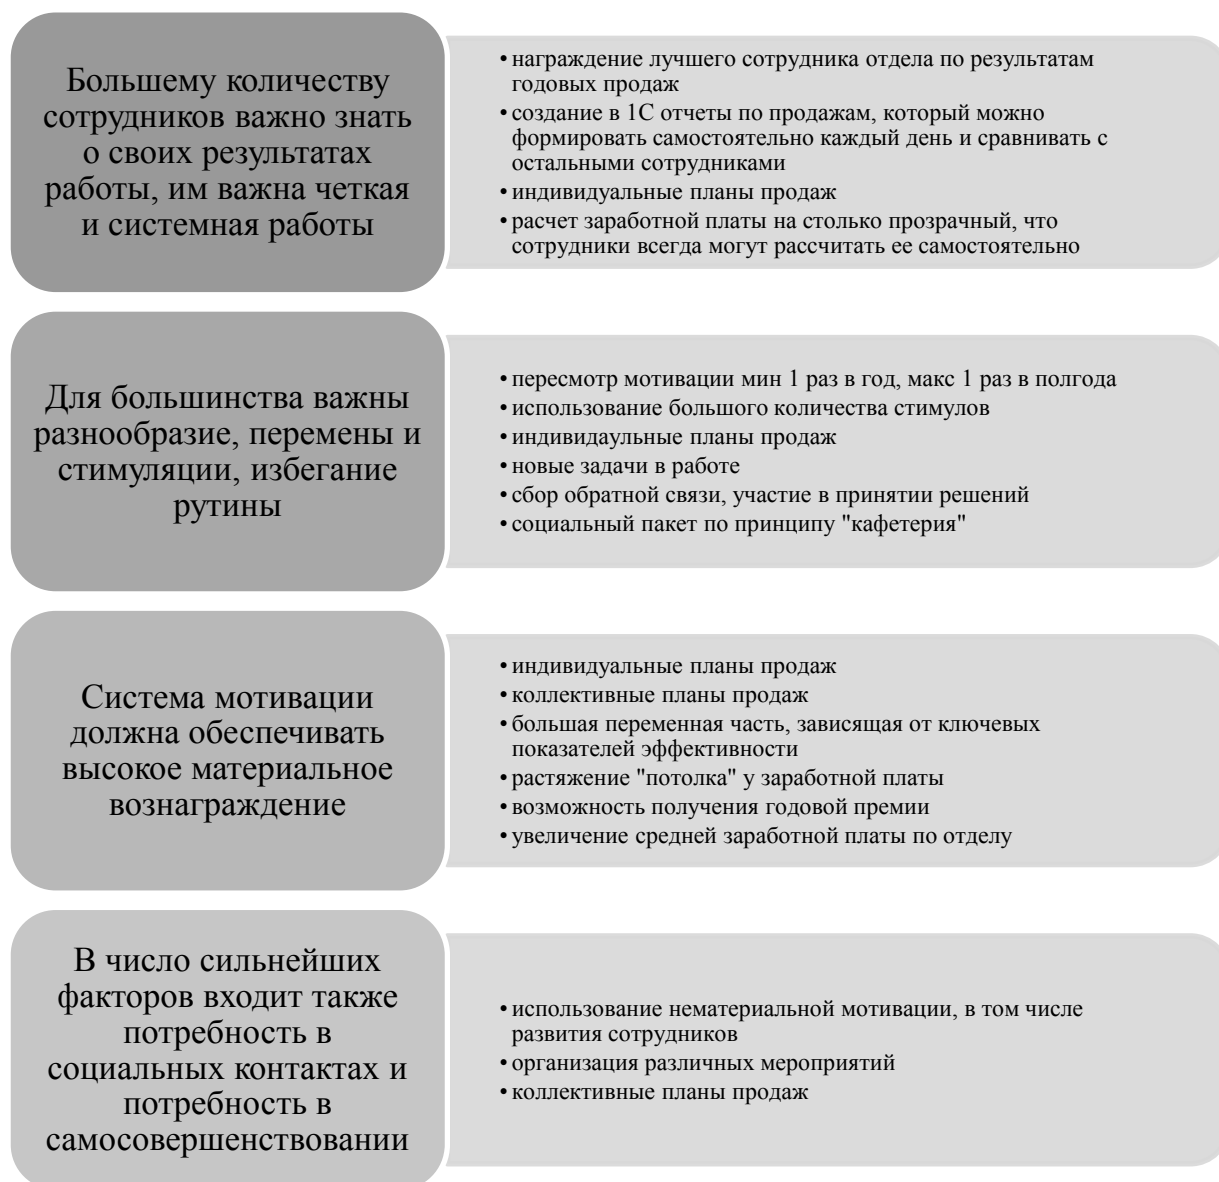 Большему количеству
сотрудников важно знать
о своих результатах
работы, им важна четкая
и системная работы
• награждение лучшего сотрудника отдела по результатам
годовых продаж
• создание в 1С отчеты по продажам, который можно
формировать самостоятельно каждый день и сравнивать с
остальными сотрудниками
• индивидуальные планы продаж
• расчет заработной платы на столько прозрачный, что
сотрудники всегда могут рассчитать ее самостоятельно
Для большинства важны
разнообразие, перемены и
стимуляции, избегание
рутины
• пересмотр мотивации мин 1 раз в год, макс 1 раз в полгода
• использование большого количества стимулов
• индивидаульные планы продаж
• новые задачи в работе
• сбор обратной связи, участие в принятии решений
• социальный пакет по принципу "кафетерия"
Система мотивации
должна обеспечивать
высокое материальное
вознаграждение
• индивидуальные планы продаж
• коллективные планы продаж
• большая переменная часть, зависящая от ключевых
показателей эффективности
• растяжение "потолка" у заработной платы
• возможность получения годовой премии
• увеличение средней заработной платы по отделу
В число сильнейших
факторов входит также
потребность в
социальных контактах и
потребность в
самосовершенствовании
• использование нематериальной мотивации, в том числе
развития сотрудников
• организация различных мероприятий
• коллективные планы продаж